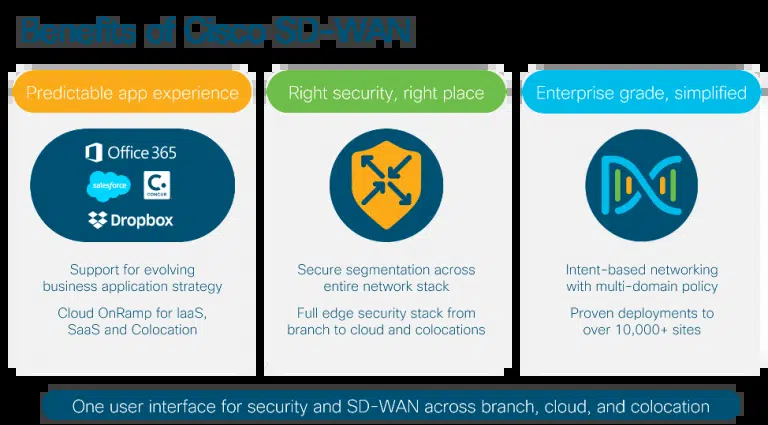 Benefits of Cisco SD-WAN
Predictable app experience
Office 365
salesforce
C.
CONCUR
Dropbox
Support for evolving
business application strategy
Cloud OnRamp for IaaS,
SaaS and Colocation
Right security, right place
Secure segmentation across
entire network stack
Full edge security stack from
branch to cloud and colocations
Enterprise grade, simplified
Intent-based networking
with multi-domain policy
Proven deployments to
over 10,000+ sites
One user interface for security and SD-WAN across branch, cloud, and colocation